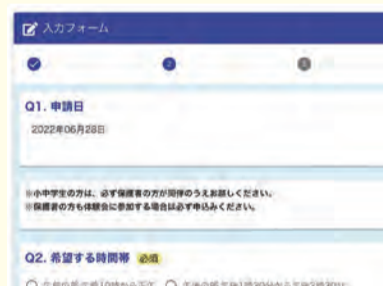 入力フォーム
2
3
Q1. 申請日
2022年06月28日
※小中学生の方は、必ず保護者の方が同伴のうえお越しください。
※保護者の方も体験会に参加する場合は必ず申込みください。
Q2. 希望する時間帯 必須